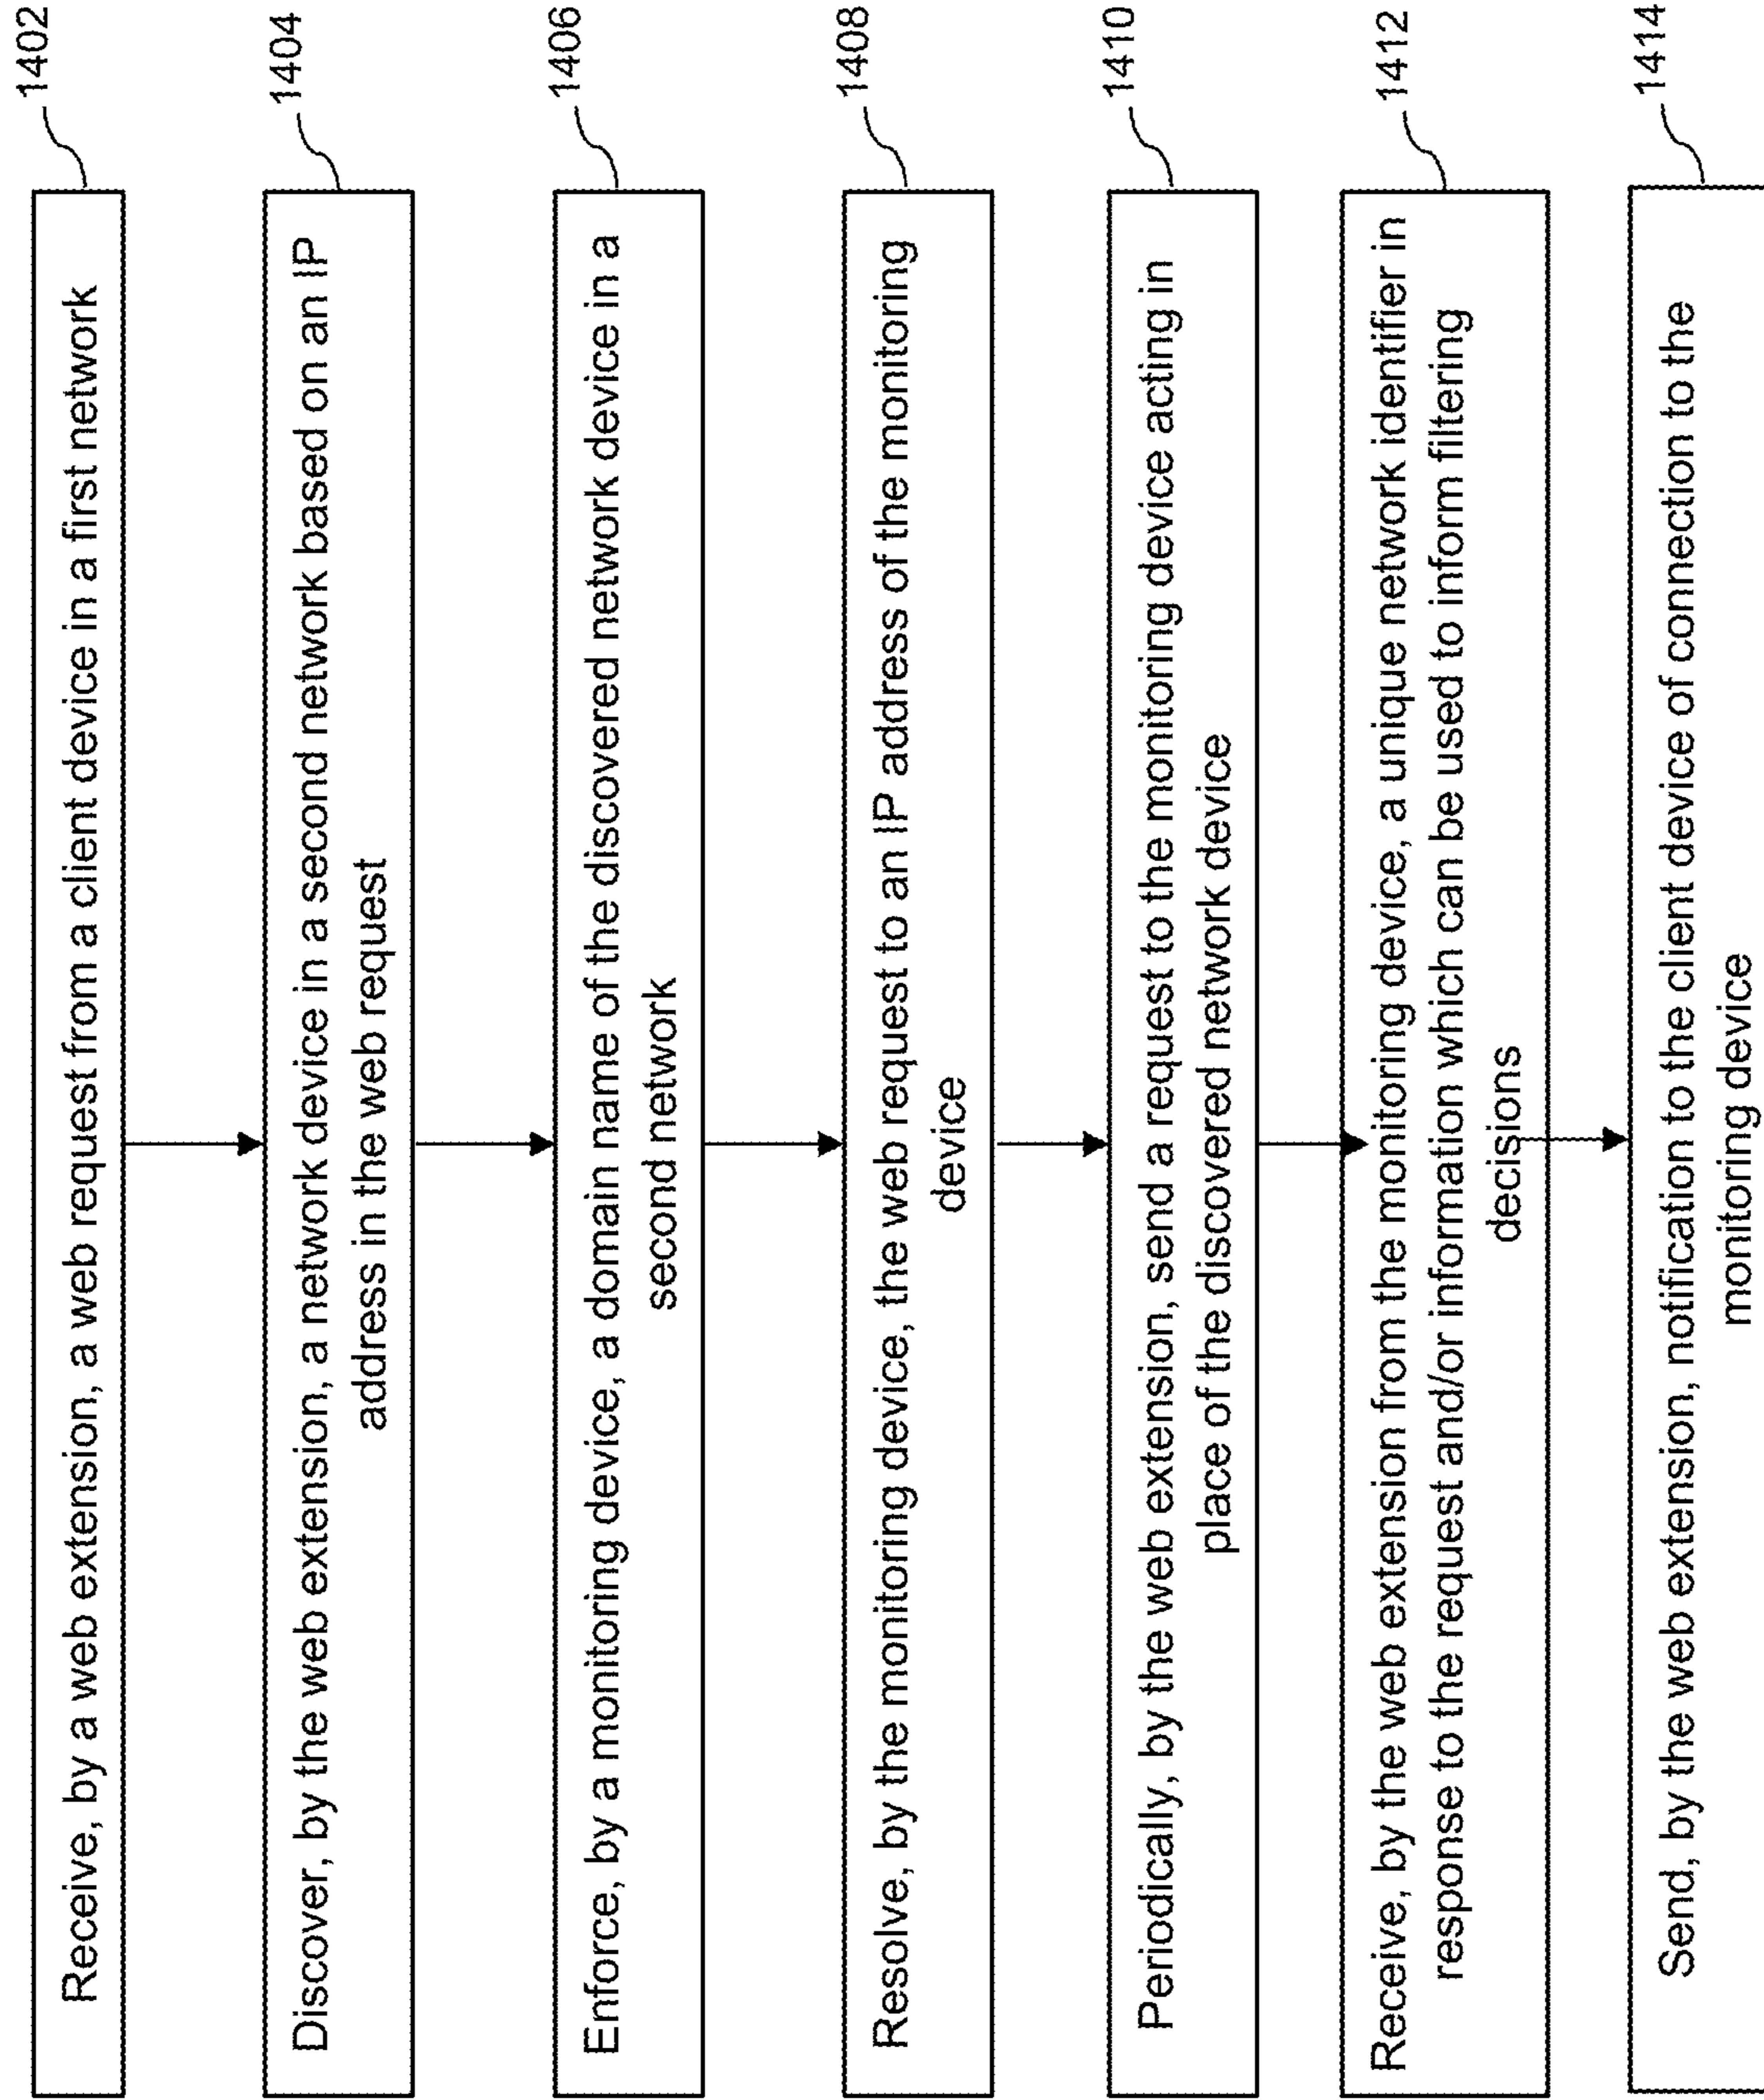 1402
Receive, by a web extension, a web request from a client device in a first network
1404
Discover, by the web extension, a network device in a second network based on an IP
address in the web request
1406
Enforce, by a monitoring device, a domain name of the discovered network device in a
second network
1408
Resolve, by the monitoring device, the web request to an IP address of the monitoring
device
1410
Periodically, by the web extension, send a request to the monitoring device acting in
place of the discovered network device
1412
Receive, by the web extension from the monitoring device, a unique network identifier in
response to the request and/or information which can be used to inform filtering
decisions
1414
Send, by the web extension, notification to the client device of connection to the
monitoring device